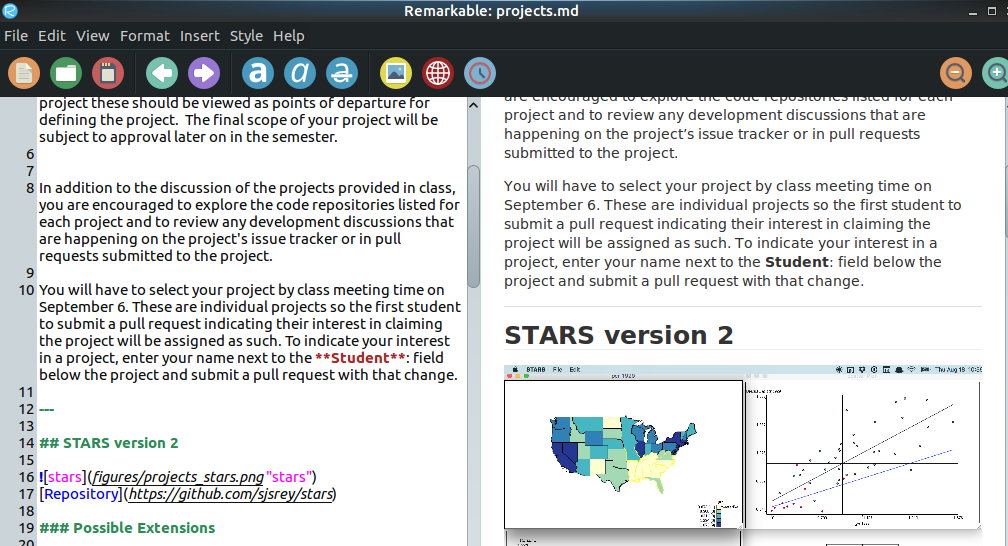 Remarkable: projects.md
File Edit View Format Insert Style Help
a a a
project these should be viewed as points of departure for
defining the project. The final scope of your project will be
subject to approval later on in the semester.
6
7
8 In addition to the discussion of the projects provided in class,
you are encouraged to explore the code repositories listed for
each project and to review any development discussions that
are happening on the project's issue tracker or in pull
requests submitted to the project.
9
10 You will have to select your project by class meeting time on
September 6. These are individual projects so the first student
to submit a pull request indicating their interest in claiming
the project will be assigned as such. To indicate your interest
in a project, enter your name next to the **Student**: field
below the project and submit a pull request with that change.
11
12 ---
13
14 ## STARS version 2
15
16 ![stars](figures/projects_stars.png "stars")
17 [Repository](https://github.com/sjsrey/stars)
18
19 ### Possible Extensions
20
are encouraged to explore the code repositories listed for each
project and to review any development discussions that are
happening on the project’s issue tracker or in pull requests
submitted to the project.
You will have to select your project by class meeting time on
September 6. These are individual projects so the first student to
submit a pull request indicating their interest in claiming the
project will be assigned as such. To indicate your interest in a
project, enter your name next to the Student: field below the
project and submit a pull request with that change.
STARS version 2
STARS File Edit
Thu Aug 18
per 1929